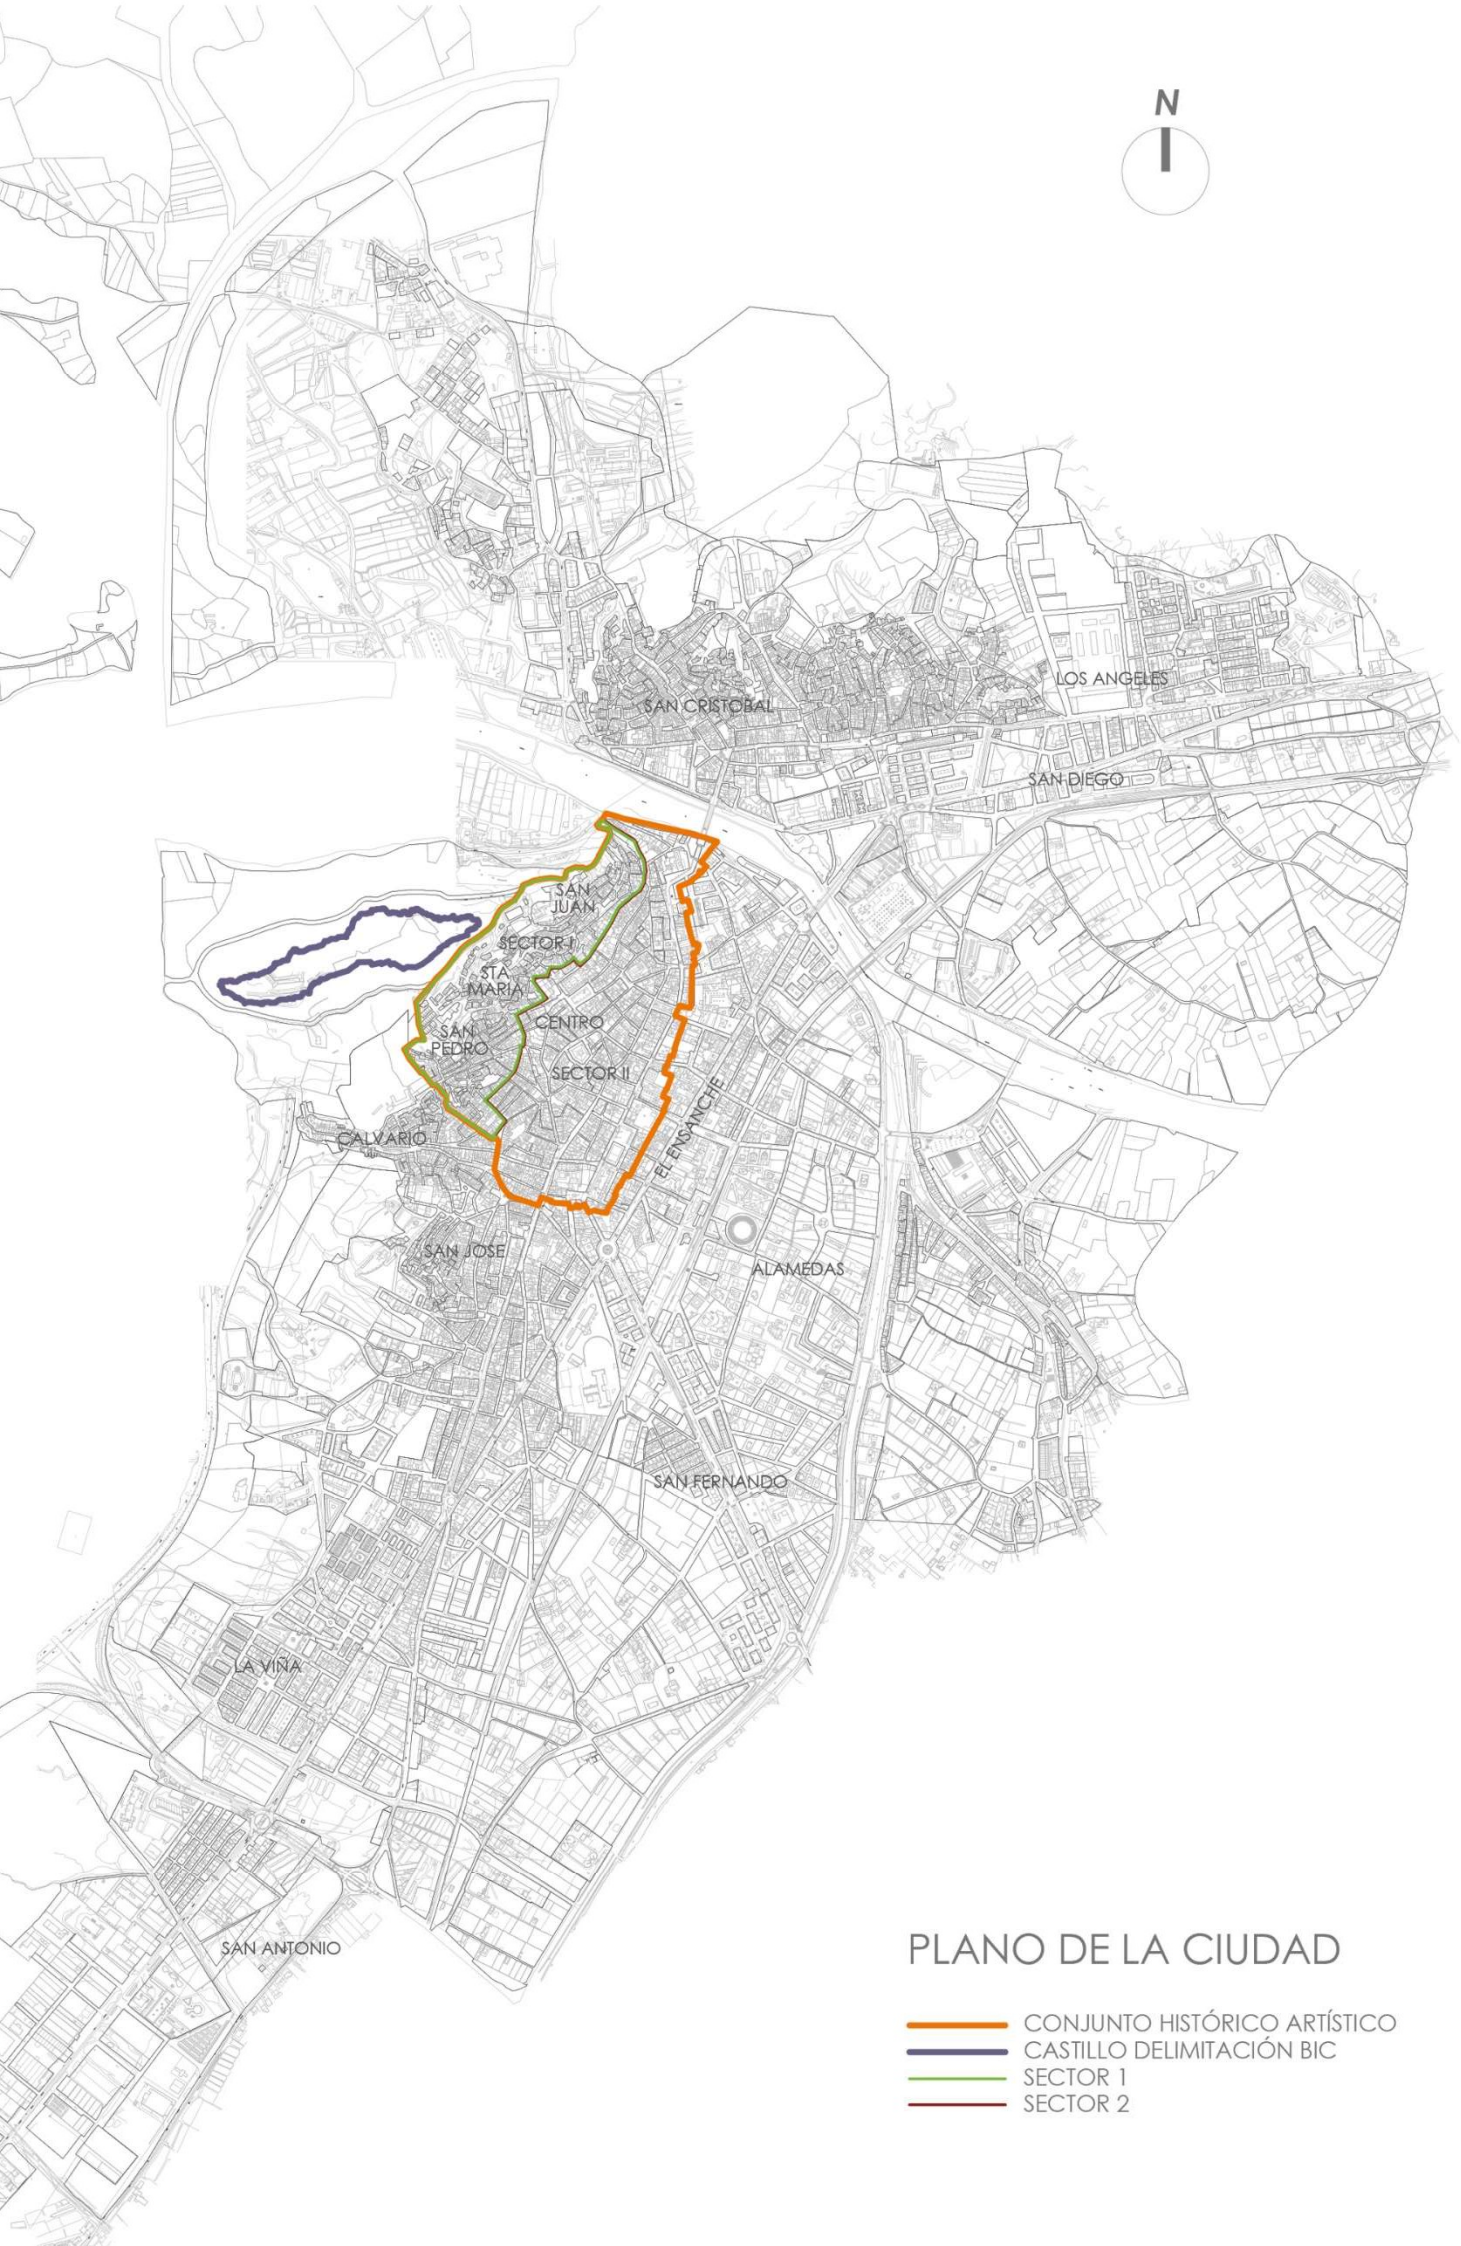 N
LOS ANGELES
SAN CRISTOBAL
SAN DIEGO
SAN
JUAN
SECTOR I
STA
MARIA
CENTRO
SAN
PEDRO
SECTOR II
EL ENSANCHE
CALVARIO
SAN JOSE
ALAMEDAS
SAN FERNANDO
LA VIÑA
SAN ANTONIO
PLANO DE LA CIUDAD
CONJUNTO HISTÓRICO ARTÍSTICO
CASTILLO DELIMITACIÓN BIC
SECTOR 1
SECTOR 2